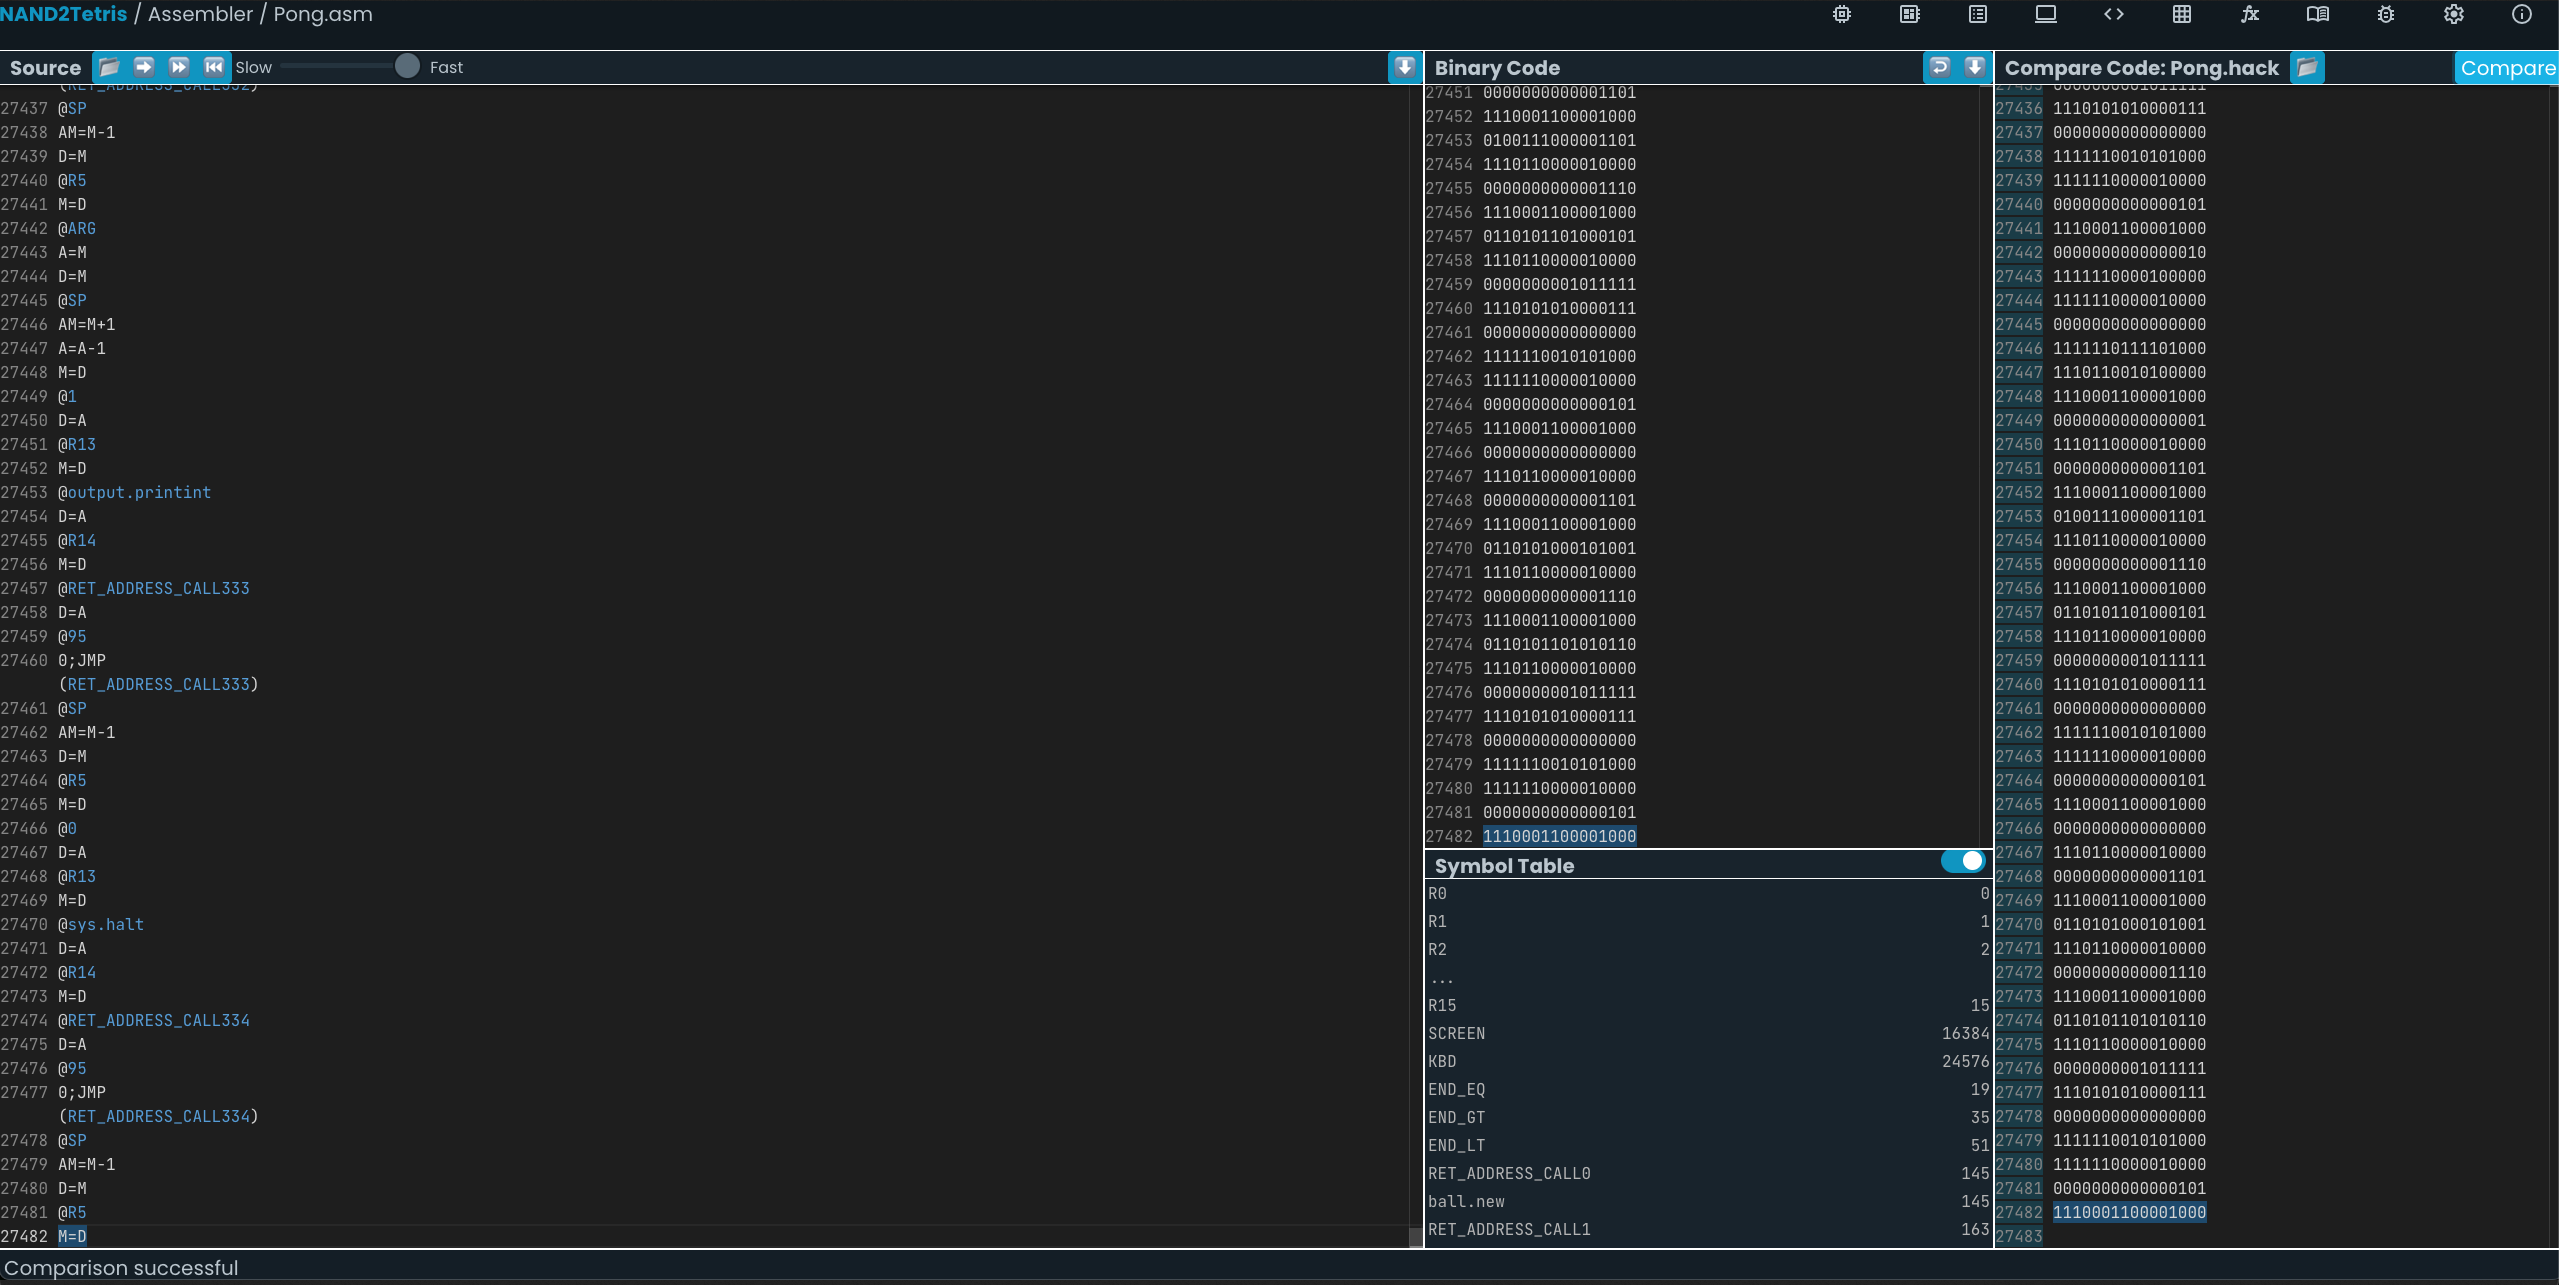 NAND2Tetris / Assembler / Pong.asm
Source
Slow
Fast
(RET_ADDRESS_CALL332)
27437 @SP
27438 AM=M-1
27439 D=M
27440 @R5
27441 M=D
27442 @ARG
27443 A=M
27444 D=M
27445 @SP
27446 AM=M+1
27447 A=A-1
27448 M=D
27449 @1
27450 D=A
27451 @R13
27452 M=D
27453 @output.printint
27454 D=A
27455 @R14
27456 M=D
27457 @RET_ADDRESS_CALL333
27458 D=A
27459 @95
27460 0;JMP
(RET_ADDRESS_CALL333)
27461 @SP
27462 AM=M-1
27463 D=M
27464 @R5
27465 M=D
27466 @0
27467 D=A
27468 @R13
27469 M=D
27470 @sys.halt
27471 D=A
27472 @R14
27473 M=D
27474 @RET_ADDRESS_CALL334
27475 D=A
27476 @95
27477 0;JMP
(RET_ADDRESS_CALL334)
27478 @SP
27479 AM=M-1
27480 D=M
27481 @R5
27482 M=D
Binary Code
27451 0000000000001101
27452 1110001100001000
27453 0100111000001101
27454 1110110000010000
27455 0000000000001110
27456 1110001100001000
27457 0110101101000101
27458 1110110000010000
27459 0000000001011111
27460 1110101010000111
27461 0000000000000000
27462 1111110010101000
27463 1111110000010000
27464 0000000000000101
27465 1110001100001000
27466 0000000000000000
27467 1110110000010000
27468 0000000000001101
27469 1110001100001000
27470 0110101000101001
27471 1110110000010000
27472 0000000000001110
27473 1110001100001000
27474 0110101101010110
27475 1110110000010000
27476 0000000001011111
27477 1110101010000111
27478 0000000000000000
27479 1111110010101000
27480 1111110000010000
27481 0000000000000101
27482 1110001100001000
Symbol Table
R0 0
R1 1
R2 2
...
R15 15
SCREEN 16384
KBD 24576
END_EQ 19
END_GT 35
END_LT 51
RET_ADDRESS_CALL0 145
ball.new 145
RET_ADDRESS_CALL1 163
Compare Code: Pong.hack
Compare
27435 0000000001011111
27436 1110101010000111
27437 0000000000000000
27438 1111110010101000
27439 1111110000010000
27440 0000000000000101
27441 1110001100001000
27442 0000000000000010
27443 1111110000100000
27444 1111110000010000
27445 0000000000000000
27446 1111110111101000
27447 1110110010100000
27448 1110001100001000
27449 0000000000000001
27450 1110110000010000
27451 0000000000001101
27452 1110001100001000
27453 0100111000001101
27454 1110110000010000
27455 0000000000001110
27456 1110001100001000
27457 0110101101000101
27458 1110110000010000
27459 0000000001011111
27460 1110101010000111
27461 0000000000000000
27462 1111110010101000
27463 1111110000010000
27464 0000000000000101
27465 1110001100001000
27466 0000000000000000
27467 1110110000010000
27468 0000000000001101
27469 1110001100001000
27470 0110101000101001
27471 1110110000010000
27472 0000000000001110
27473 1110001100001000
27474 0110101101010110
27475 1110110000010000
27476 0000000001011111
27477 1110101010000111
27478 0000000000000000
27479 1111110010101000
27480 1111110000010000
27481 0000000000000101
27482 1110001100001000
27483
Comparison successful